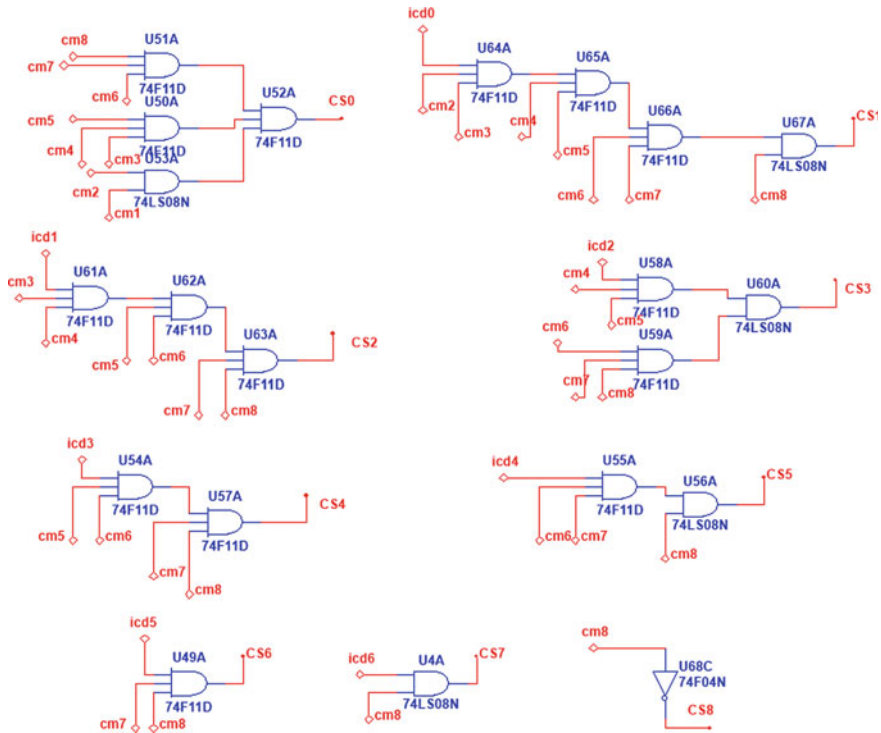 U51A
cm8
cm7
cm6
74F11D
U50A
cm5
cm4
cm3
74F11D
U53A
cm2
cm1
74LS08N
U52A
74F11D
CS0
icd0
U64A
cm2
74F11D
cm3
U65A
cm4
74F11D
cm5
U66A
74F11D
cm6
cm7
U67A
74LS08N
cm8
CS1
icd1
U61A
cm3
74F11D
cm4
U62A
74F11D
cm5
cm6
U63A
74F11D
cm7
cm8
CS2
icd2
U58A
cm4
74F11D
cm5
U59A
cm6
74F11D
cm7
cm8
U60A
74LS08N
CS3
icd3
U54A
74F11D
cm5
cm6
U57A
74F11D
cm7
cm8
CS4
icd4
U55A
74F11D
cm6
cm7
U56A
74LS08N
cm8
CS5
icd5
U49A
74F11D
cm7
cm8
CS6
icd6
U4A
74LS08N
cm8
CS7
cm8
U68C
74F04N
CS8